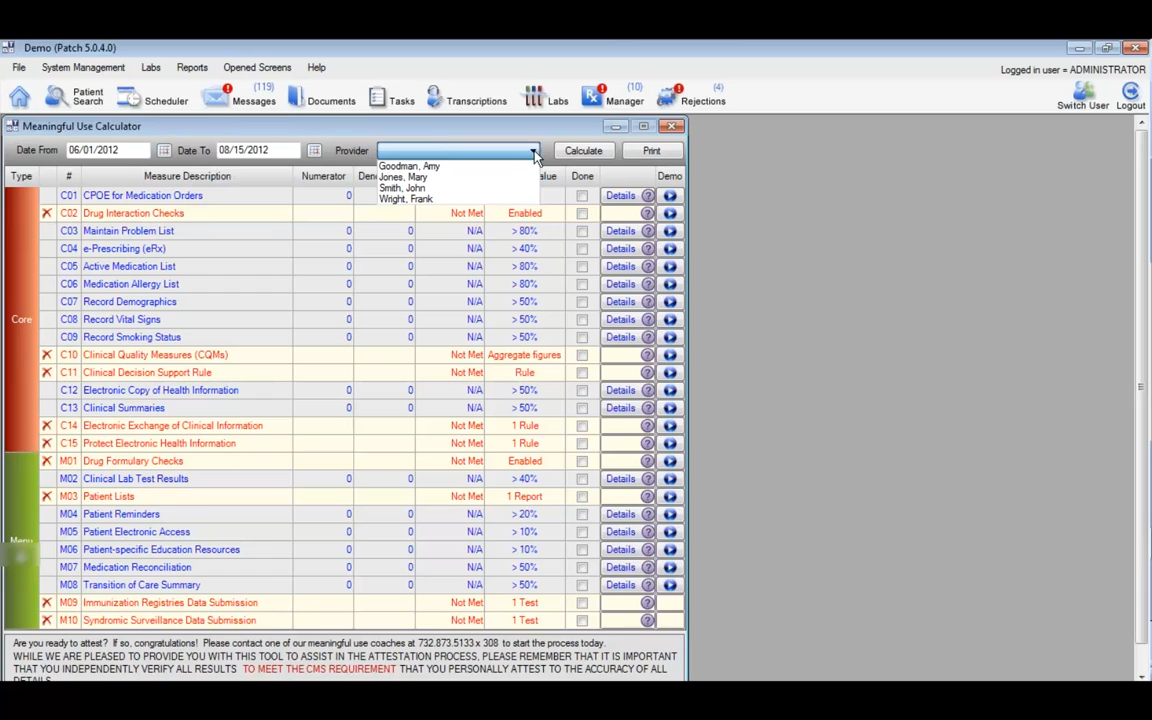 Demo (Patch 5.0.4.0)
File System Management Labs Reports Opened Screens Help
Logged in user = ADMINISTRATOR
Patient Search Scheduler (119) Messages Documents Tasks Transcriptions Labs (10) Manager (4) Rejections Switch User Logout
Meaningful Use Calculator
Date From 06/01/2012 Date To 08/15/2012 Provider Calculate Print
Goodman, Amy
Jones, Mary
Smith, John
Wright, Frank
Type # Measure Description Numerator Deno alue Done Demo
Core
C01 CPOE for Medication Orders 0 Details ?
C02 Drug Interaction Checks Not Met Enabled ?
C03 Maintain Problem List 0 0 N/A > 80% Details ?
C04 e-Prescribing (eRx) 0 0 N/A > 40% Details ?
C05 Active Medication List 0 0 N/A > 80% Details ?
C06 Medication Allergy List 0 0 N/A > 80% Details ?
C07 Record Demographics 0 0 N/A > 50% Details ?
C08 Record Vital Signs 0 0 N/A > 50% Details ?
C09 Record Smoking Status 0 0 N/A > 50% Details ?
C10 Clinical Quality Measures (CQMs) Not Met Aggregate figures ?
C11 Clinical Decision Support Rule Not Met Rule ?
C12 Electronic Copy of Health Information 0 0 N/A > 50% Details ?
C13 Clinical Summaries 0 0 N/A > 50% Details ?
C14 Electronic Exchange of Clinical Information Not Met 1 Rule ?
C15 Protect Electronic Health Information Not Met 1 Rule ?
Menu
M01 Drug Formulary Checks Not Met Enabled ?
M02 Clinical Lab Test Results 0 0 N/A > 40% Details ?
M03 Patient Lists Not Met 1 Report ?
M04 Patient Reminders 0 0 N/A > 20% Details ?
M05 Patient Electronic Access 0 0 N/A > 10% Details ?
M06 Patient-specific Education Resources 0 0 N/A > 10% Details ?
M07 Medication Reconciliation 0 0 N/A > 50% Details ?
M08 Transition of Care Summary 0 0 N/A > 50% Details ?
M09 Immunization Registries Data Submission Not Met 1 Test ?
M10 Syndromic Surveillance Data Submission Not Met 1 Test ?
Are you ready to attest? If so, congratulations! Please contact one of our meaningful use coaches at 732.873.5133 x 308 to start the process today.
WHILE WE ARE PLEASED TO PROVIDE YOU WITH THIS TOOL TO ASSIST IN THE ATTESTATION PROCESS, PLEASE REMEMBER THAT IT IS IMPORTANT
THAT YOU INDEPENDENTLY VERIFY ALL RESULTS TO MEET THE CMS REQUIREMENT THAT YOU PERSONALLY ATTEST TO THE ACCURACY OF ALL
DETAILS